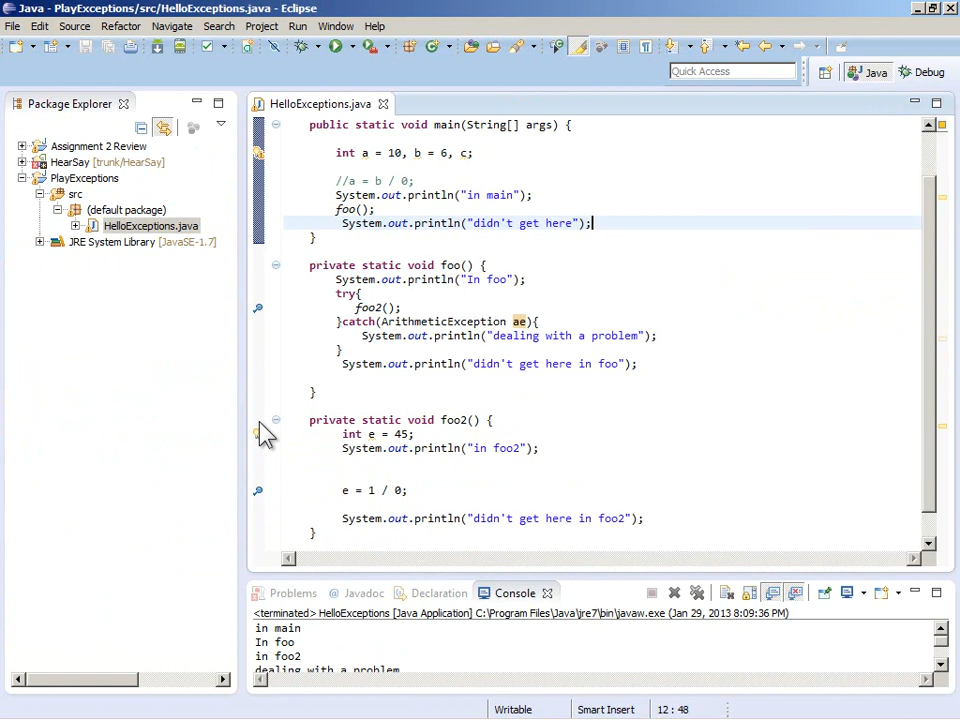 Java - PlayExceptions/src/HelloExceptions.java - Eclipse
File Edit Source Refactor Navigate Search Project Run Window Help
Quick Access
Java
Debug
Package Explorer
Assignment 2 Review
HearSay [trunk/HearSay]
PlayExceptions
src
(default package)
HelloExceptions.java
JRE System Library [JavaSE-1.7]
HelloExceptions.java
public static void main(String[] args) {
int a = 10, b = 6, c;
//a = b / 0;
System.out.println("in main");
foo();
System.out.println("didn't get here");
}
private static void foo() {
System.out.println("In foo");
try{
foo2();
}catch(ArithmeticException ae){
System.out.println("dealing with a problem");
}
System.out.println("didn't get here in foo");
}
private static void foo2() {
int e = 45;
System.out.println("in foo2");
e = 1 / 0;
System.out.println("didn't get here in foo2");
}
Problems @ Javadoc Declaration Console
<terminated> HelloExceptions [Java Application] C:\Program Files\Java\jre7\bin\javaw.exe (Jan 29, 2013 8:09:36 PM)
in main
In foo
in foo2
dealing with a problem
Writable Smart Insert 12 : 48